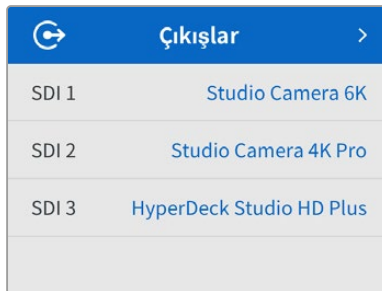 Çıkışlar
SDI 1 Studio Camera 6K
SDI 2 Studio Camera 4K Pro
SDI 3 HyperDeck Studio HD Plus